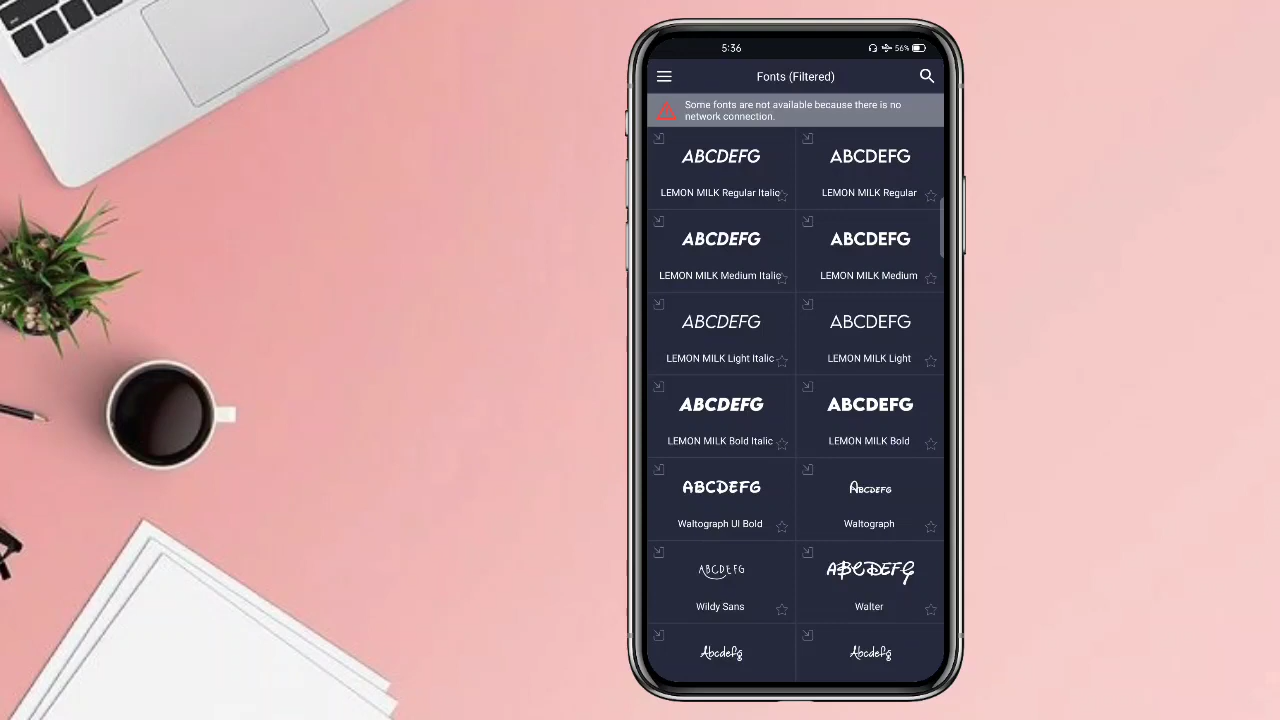 5:36
56%
Fonts (Filtered)
Some fonts are not available because there is no
network connection.
ABCDEFG
ABCDEFG
LEMON MILK Regular Italic
LEMON MILK Regular
ABCDEFG
ABCDEFG
LEMON MILK Medium Italic
LEMON MILK Medium
ABCDEFG
ABCDEFG
LEMON MILK Light Italic
LEMON MILK Light
ABCDEFG
ABCDEFG
LEMON MILK Bold Italic
LEMON MILK Bold
ABCDEFG
Abcdefg
Waltograph UI Bold
Waltograph
ABCDEFG
ABCDEFG
Wildy Sans
Walter
Abcdefg
Abcdefg